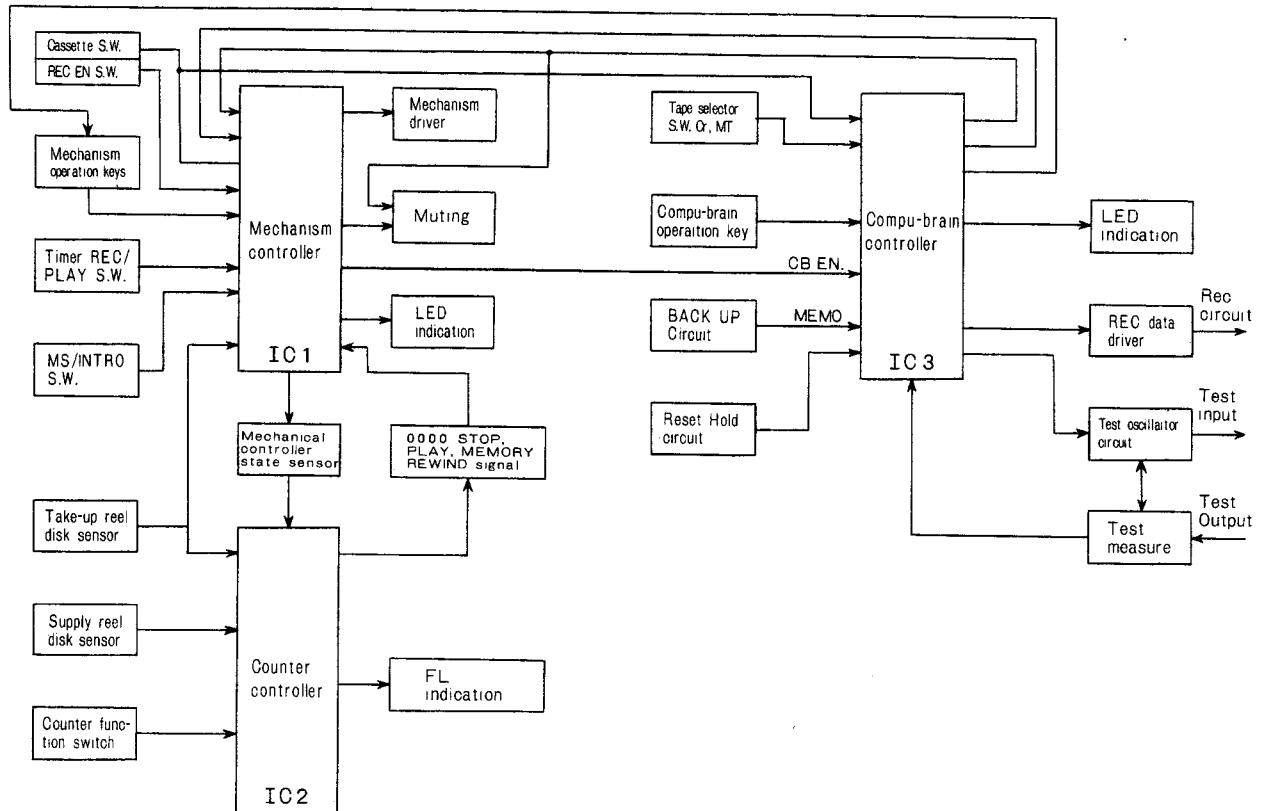 Cassette S.W.
REC EN S.W.
Mechanism
operation keys
Timer REC/
PLAY S.W.
MS/INTRO
S.W.
Take-up reel
disk sensor
Supply reel
disk sensor
Counter func-
tion switch
Mechanism
controller
IC1
Mechanical
controller
state sensor
Counter
controller
IC2
Mechanism
driver
Muting
LED
indication
0000 STOP,
PLAY, MEMORY
REWIND signal
FL
indication
Tape selector
S.W. Cr, MT
Compu-brain
operaition key
CB EN.
BACK UP
Circuit
MEMO
Reset Hold
circuit
Compu-brain
controller
IC3
LED
indication
REC data
driver
Rec
circuit
Test oscillaitor
circuit
Test
input
Test
measure
Test
Output